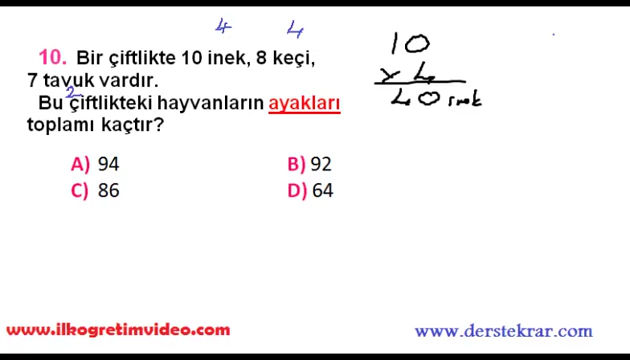 4 4
10. Bir çiftlikte 10 inek, 8 keçi,
7 tavuk vardır.
2
Bu çiftlikteki hayvanların ayakları
toplamı kaçtır?
A) 94 B) 92
C) 86 D) 64
10
x 4
40 inek
www.ilkogretimvideo.com www.derstekrar.com